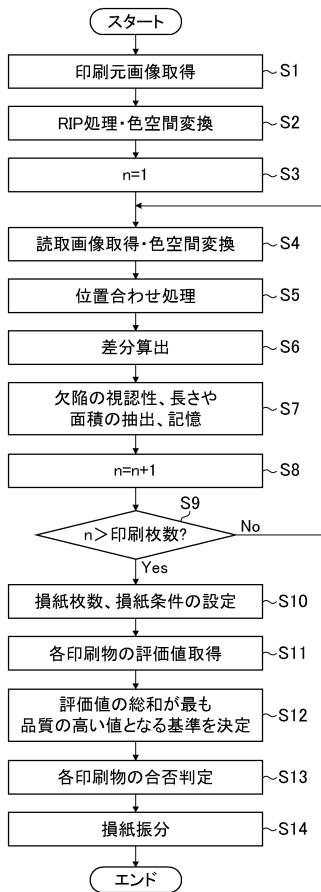 スタート
印刷元画像取得
S1
RIP処理・色空間変換
S2
n=1
S3
読取画像取得・色空間変換
S4
位置合わせ処理
S5
差分算出
S6
欠陥の視認性、長さや
面積の抽出、記憶
S7
n=n+1
S8
S9
n＞印刷枚数?
No
Yes
損紙枚数、損紙条件の設定
S10
各印刷物の評価値取得
S11
評価値の総和が最も
品質の高い値となる基準を決定
S12
各印刷物の合否判定
S13
損紙振分
S14
エンド